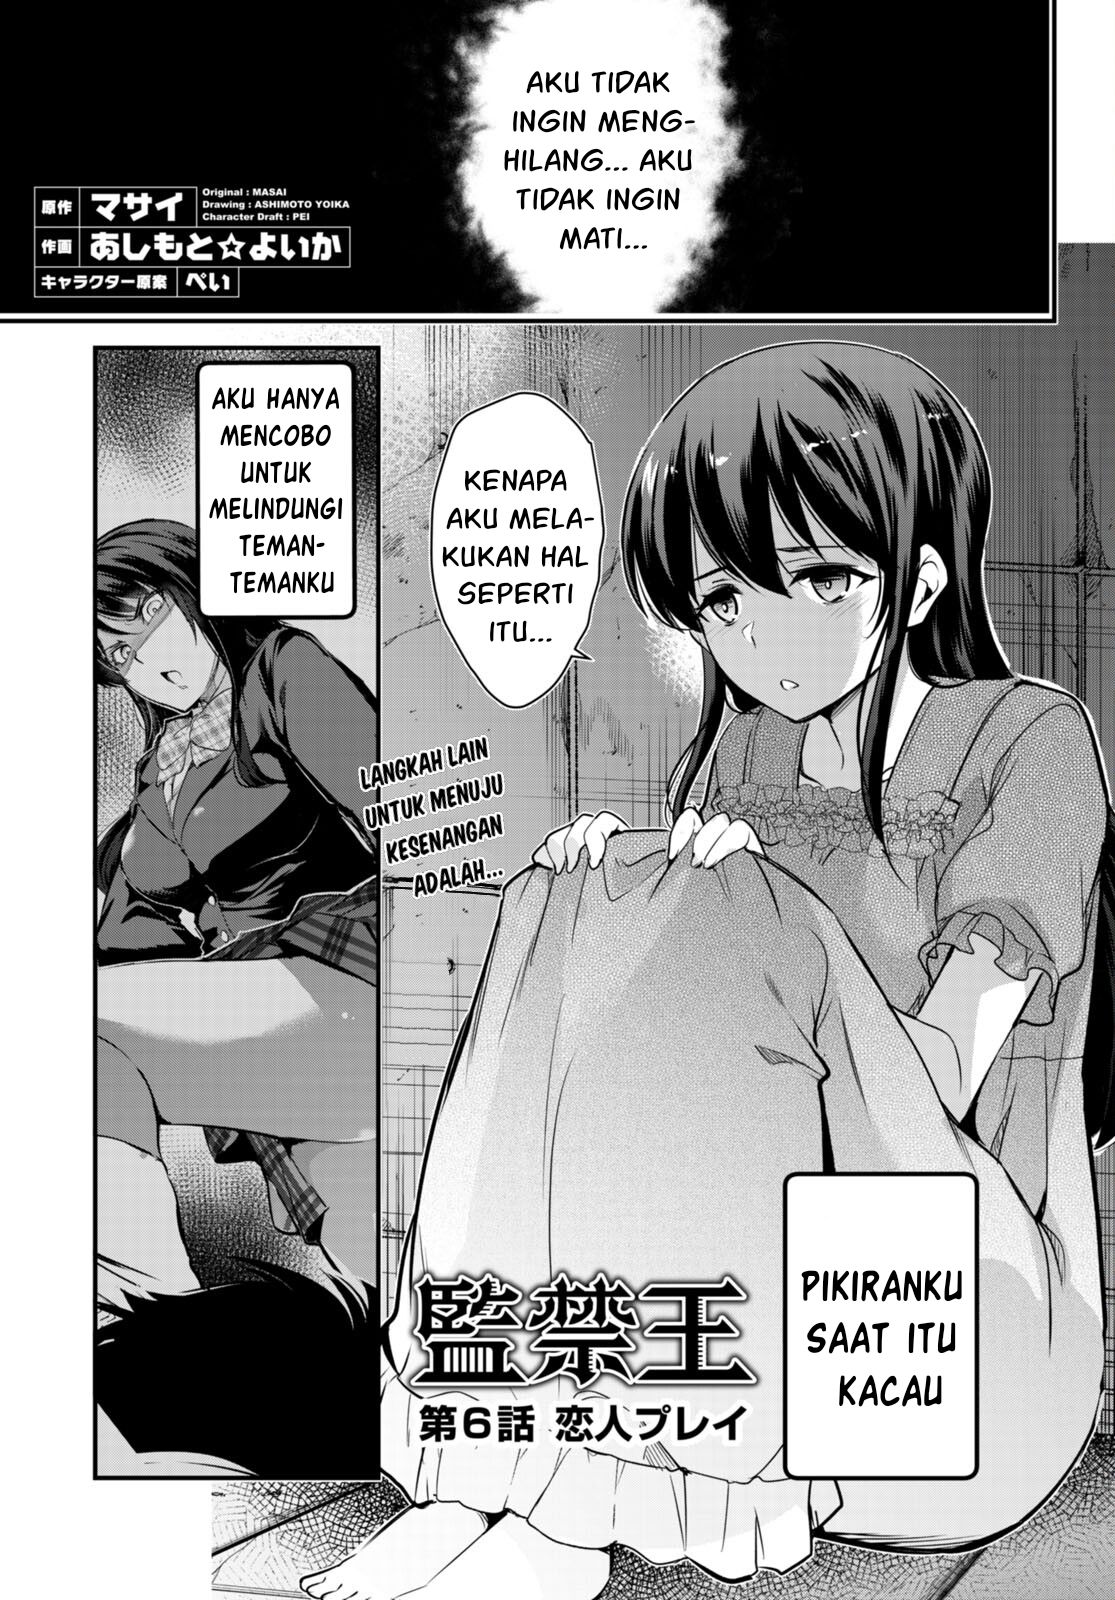 AKU TIDAK
INGIN MENG-
HILANG... AKU
TIDAK INGIN
MATI...
原作 マサイ
Original : MASAI
Drawing : ASHIMOTO YOIKA
Character Draft : PEI
作画 あしもと☆よいか
キャラクター原案 ぺい
KENAPA
AKU MELA-
KUKAN HAL
SEPERTI
ITU...
AKU HANYA
MENCOBO
UNTUK
MELINDUNGI
TEMAN-
TEMANKU
LANGKAH LAIN
UNTUK MENUJU
KESENANGAN
ADALAH...
PIKIRANKU
SAAT ITU
KACAU
監禁王
第6話 恋人プレイ